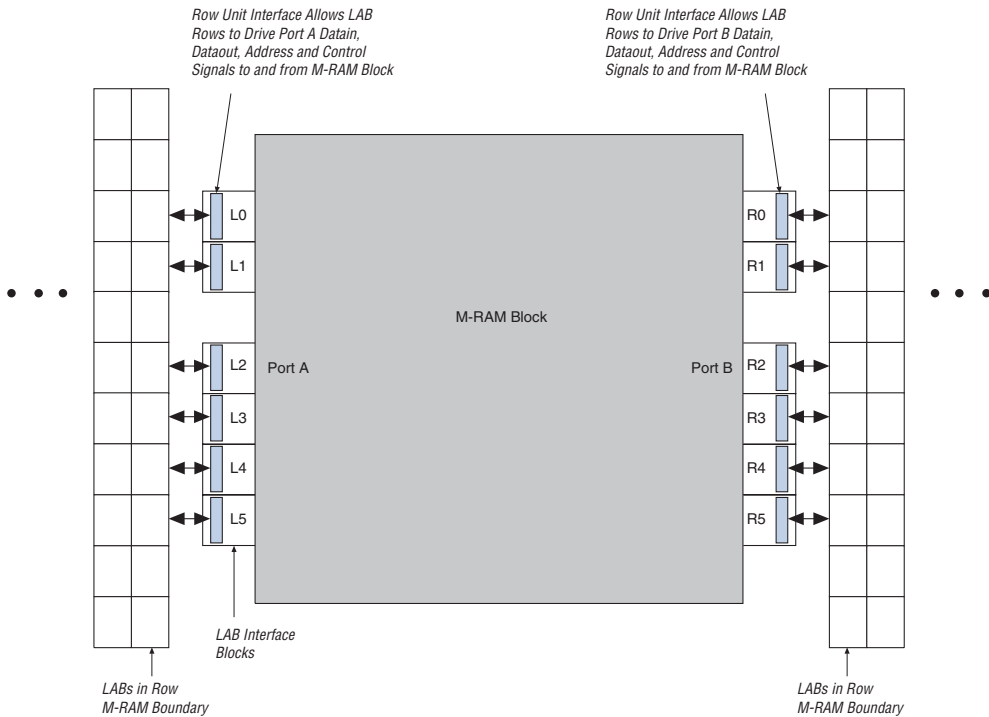 Row Unit Interface Allows LAB
Rows to Drive Port A Datain,
Dataout, Address and Control
Signals to and from M-RAM Block
Row Unit Interface Allows LAB
Rows to Drive Port B Datain,
Dataout, Address and Control
Signals to and from M-RAM Block
L0
R0
L1
R1
M-RAM Block
L2
Port A
Port B
R2
L3
R3
L4
R4
L5
R5
LAB Interface
Blocks
LABs in Row
M-RAM Boundary
LABs in Row
M-RAM Boundary